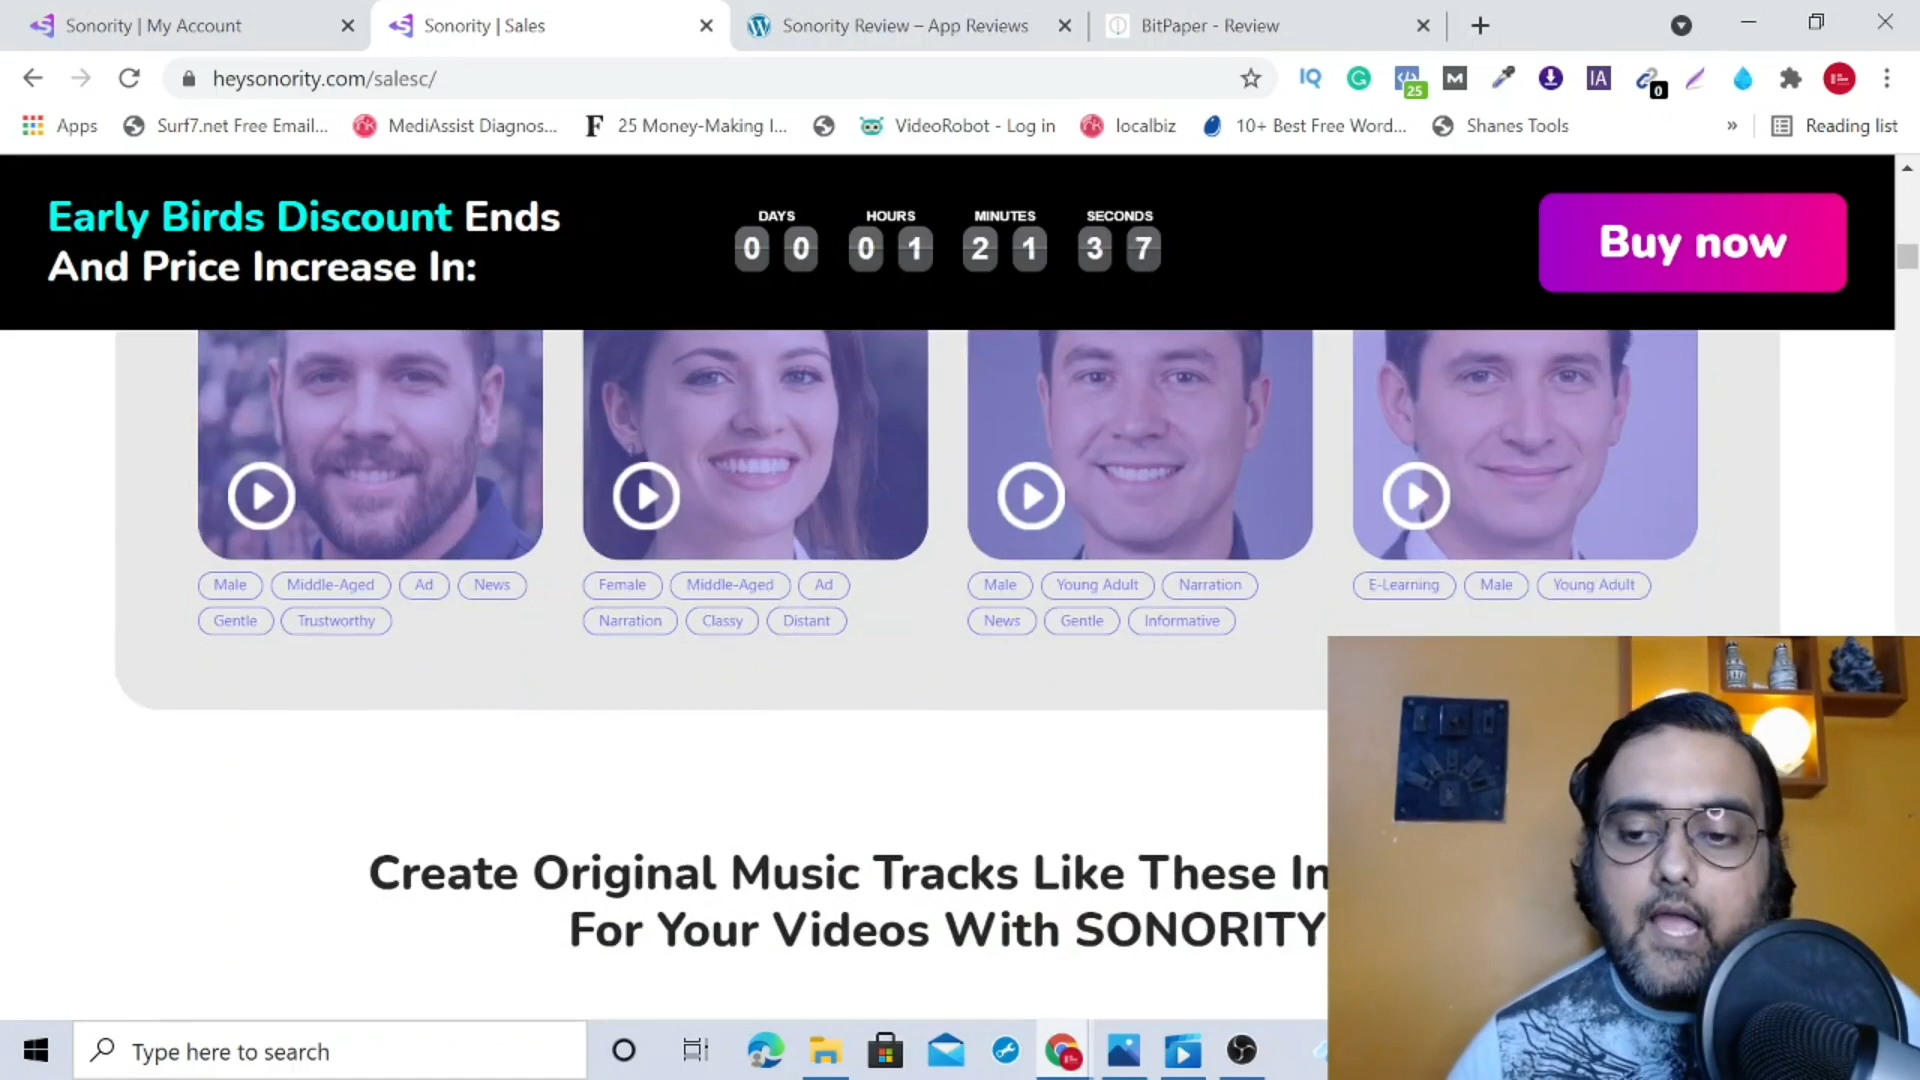 Sonority | My Account
Sonority | Sales
Sonority Review – App Reviews
BitPaper - Review
heysonority.com/salesc/
IQ
25
M
IA
0
Apps
Surf7.net Free Email...
MediAssist Diagnos...
25 Money-Making I...
VideoRobot - Log in
localbiz
10+ Best Free Word...
Shanes Tools
»
Reading list
Early Birds Discount Ends
And Price Increase In:
DAYS
HOURS
MINUTES
SECONDS
0 0 0 1 2 1 3 7
Buy now
Male
Middle-Aged
Ad
News
Gentle
Trustworthy
Female
Middle-Aged
Ad
Narration
Classy
Distant
Male
Young Adult
Narration
News
Gentle
Informative
E-Learning
Male
Young Adult
Create Original Music Tracks Like These In
For Your Videos With SONORITY
Type here to search